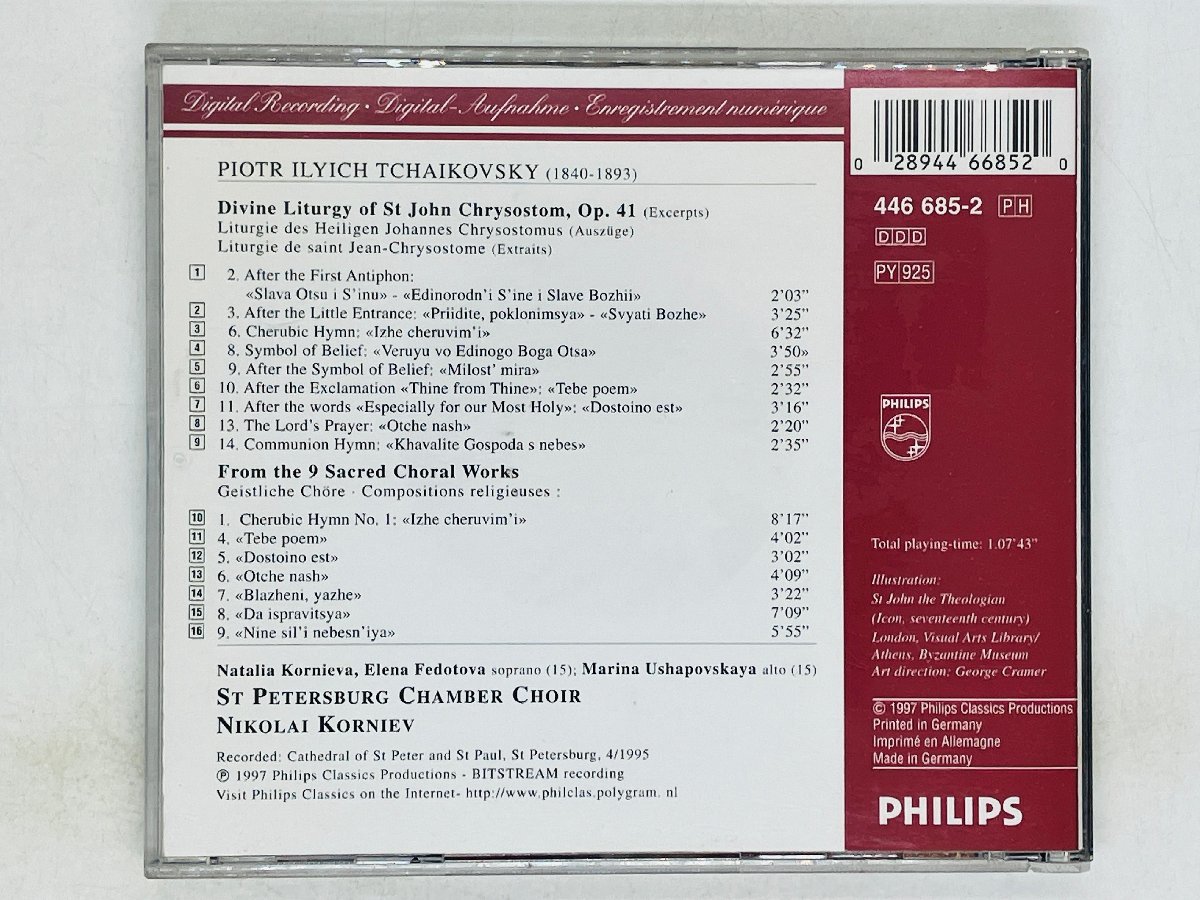 Digital Recording · Digital-Aufnahme · Enregistrement numérique
PIOTR ILYICH TCHAIKOVSKY (1840-1893)
Divine Liturgy of St John Chrysostom, Op. 41 (Excerpts)
Liturgie des Heiligen Johannes Chrysostomus (Auszüge)
Liturgie de saint Jean-Chrysostome (Extraits)
1 2. After the First Antiphon:
«Slava Otsu i S'inu» - «Edinorodn'i S'ine i Slave Bozhii» 2'03”
2 3. After the Little Entrance: «Priidite, poklonimsya» - «Svyati Bozhe» 3'25”
3 6. Cherubic Hymn: «Izhe cheruvim'i» 6'32”
4 8. Symbol of Belief: «Veruyu vo Edinogo Boga Otsa» 3'50»
5 9. After the Symbol of Belief: «Milost' mira» 2'55”
6 10. After the Exclamation «Thine from Thine»: «Tebe poem» 2'32”
7 11. After the words «Especially for our Most Holy»: «Dostoino est» 3'16”
8 13. The Lord's Prayer: «Otche nash» 2'20”
9 14. Communion Hymn: «Khavalite Gospoda s nebes» 2'35”
From the 9 Sacred Choral Works
Geistliche Chöre · Compositions religieuses :
10 1. Cherubic Hymn No. 1: «Izhe cheruvim'i» 8'17”
11 4. «Tebe poem» 4'02”
12 5. «Dostoino est» 3'02”
13 6. «Otche nash» 4'09”
14 7. «Blazheni, yazhe» 3'22”
15 8. «Da ispravitsya» 7'09”
16 9. «Nine sil'i nebesn'iya» 5'55”
Natalia Kornieva, Elena Fedotova soprano (15); Marina Ushapovskaya alto (15)
ST PETERSBURG CHAMBER CHOIR
NIKOLAI KORNIEV
Recorded: Cathedral of St Peter and St Paul, St Petersburg, 4/1995
℗ 1997 Philips Classics Productions - BITSTREAM recording
Visit Philips Classics on the Internet- http://www.philclas.polygram. nl
0 28944 66852 0
446 685-2 PH
DDD
PY 925
PHILIPS
Total playing-time: 1.07'43”
Illustration:
St John the Theologian
(Icon, seventeenth century)
London, Visual Arts Library/
Athens, Byzantine Museum
Art direction: George Cramer
© 1997 Philips Classics Productions
Printed in Germany
Imprimé en Allemagne
Made in Germany
PHILIPS